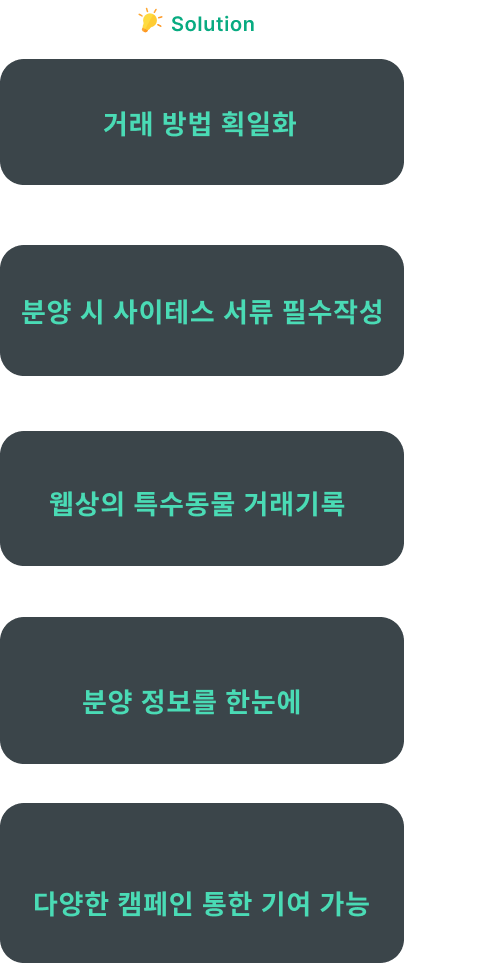 Solution
거래 방법 획일화
분양 시 사이테스 서류 필수작성
웹상의 특수동물 거래기록
분양 정보를 한눈에
다양한 캠페인 통한 기여 가능